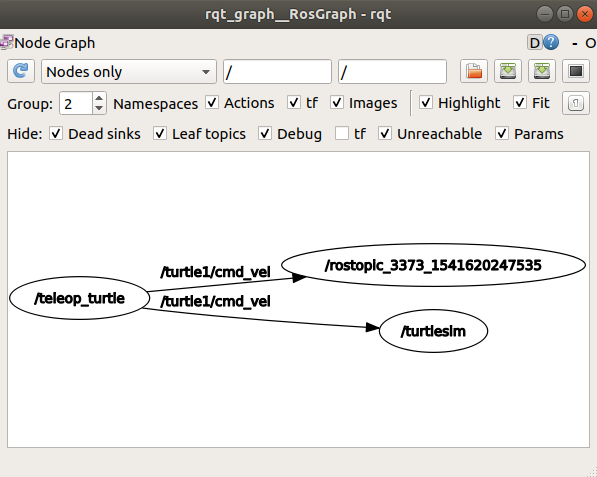 rqt_graph__RosGraph - rqt
Node Graph
D
?
- O
Nodes only
/
/
Group: 2 Namespaces Actions tf Images Highlight Fit
Hide: Dead sinks Leaf topics Debug tf Unreachable Params
/turtle1/cmd_vel
/rostopic_3373_1541620247535
/teleop_turtle
/turtle1/cmd_vel
/turtlesim